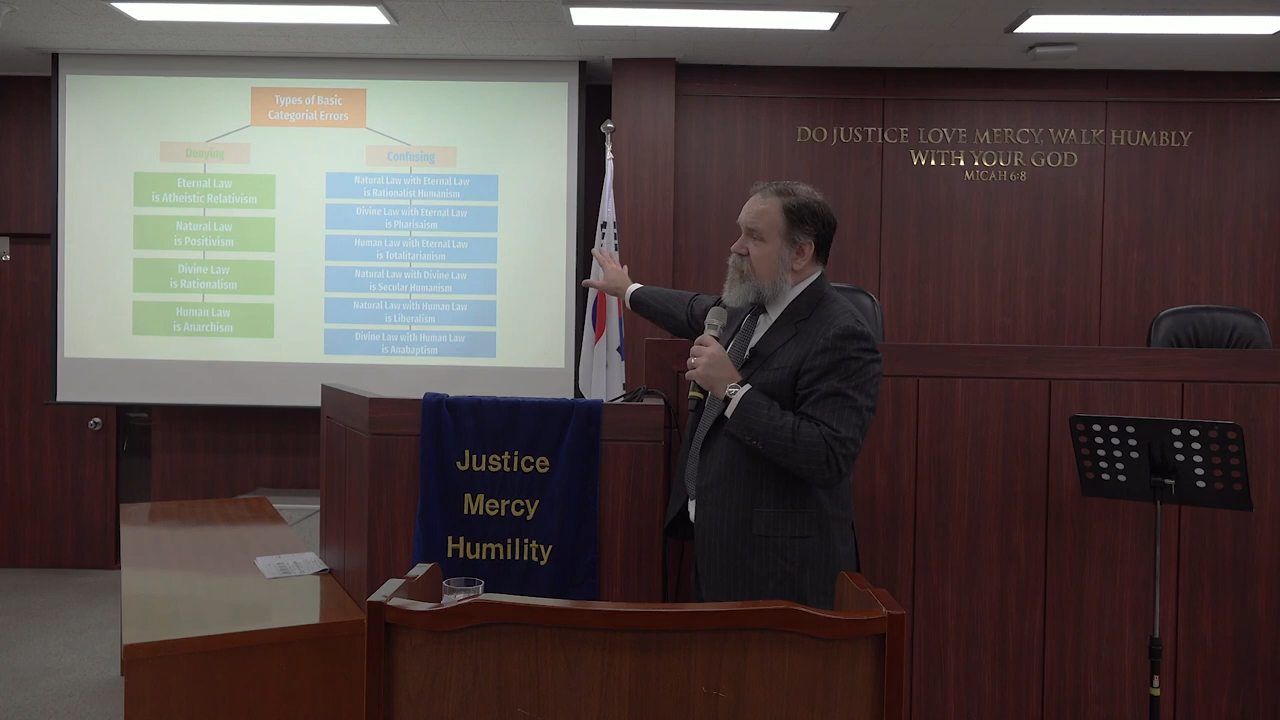 Types of Basic
Categorial Errors
Denying
Eternal Law
is Atheistic Relativism
Natural Law
is Positivism
Divine Law
is Rationalism
Human Law
is Anarchism
Confusing
Natural Law with Eternal Law
is Rationalist Humanism
Divine Law with Eternal Law
is Pharisaism
Human Law with Eternal Law
is Totalitarianism
Natural Law with Divine Law
is Secular Humanism
Natural Law with Human Law
is Liberalism
Divine Law with Human Law
is Anabaptism
DO JUSTICE LOVE MERCY, WALK HUMBLY
WITH YOUR GOD
MICAH 6:8
Justice
Mercy
Humility